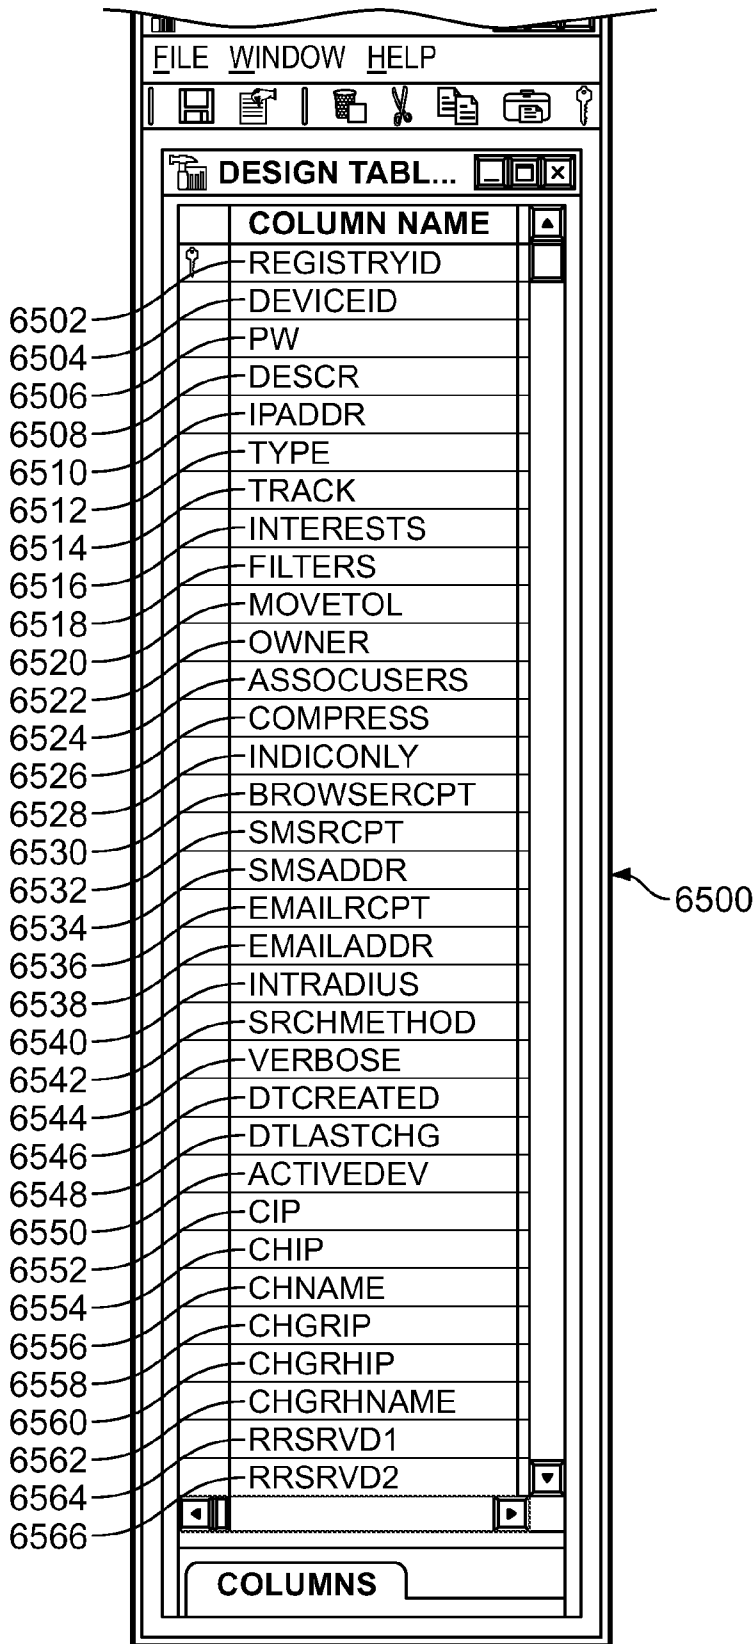 FILE WINDOW HELP
DESIGN TABL...
COLUMN NAME
6502 REGISTRYID
6504 DEVICEID
6506 PW
6508 DESCR
6510 IPADDR
6512 TYPE
6514 TRACK
6516 INTERESTS
6518 FILTERS
6520 MOVETOL
6522 OWNER
6524 ASSOCUSERS
6526 COMPRESS
6528 INDICONLY
6530 BROWSERCPT
6532 SMSRCPT
6534 SMSADDR
6536 EMAILRCPT
6538 EMAILADDR
6540 INTRADIUS
6542 SRCHMETHOD
6544 VERBOSE
6546 DTCREATED
6548 DTLASTCHG
6550 ACTIVEDEV
6552 CIP
6554 CHIP
6556 CHNAME
6558 CHGRIP
6560 CHGRHIP
6562 CHGRHNAME
6564 RRSRVD1
6566 RRSRVD2
6500
COLUMNS